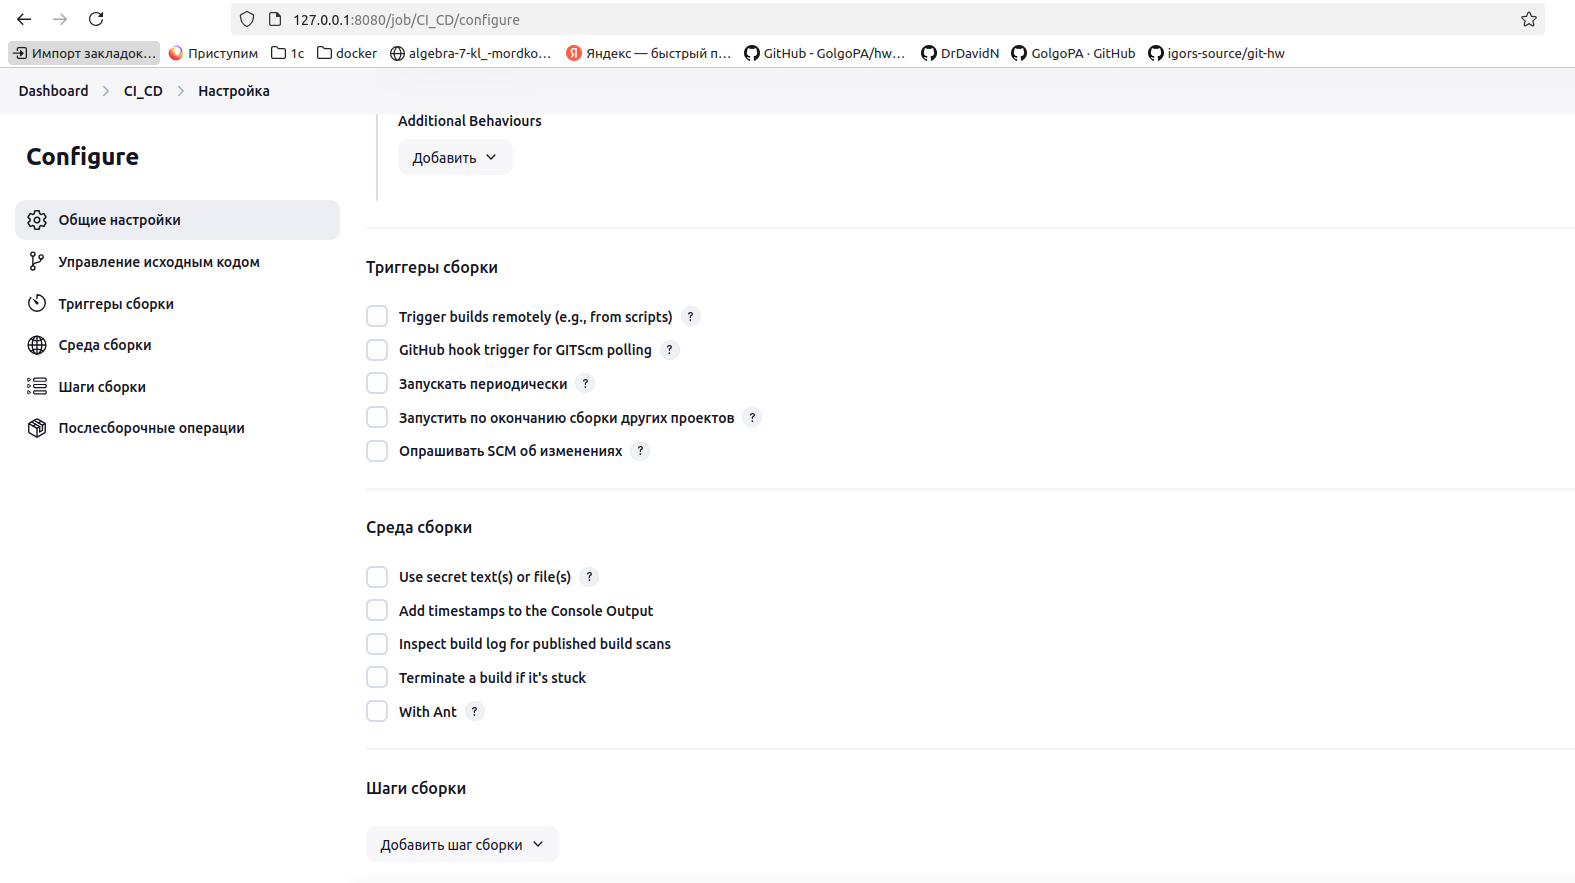 127.0.0.1:8080/job/CI_CD/configure
Импорт закладок… Приступим 1c docker algebra-7-kl_-mordko… Яндекс — быстрый п… GitHub - GolgoPA/hw… DrDavidN GolgoPA · GitHub igors-source/git-hw
Dashboard CI_CD Настройка
Configure
Общие настройки
Управление исходным кодом
Триггеры сборки
Среда сборки
Шаги сборки
Послесборочные операции
Additional Behaviours
Добавить
Триггеры сборки
Trigger builds remotely (e.g., from scripts) ?
GitHub hook trigger for GITScm polling ?
Запускать периодически ?
Запустить по окончанию сборки других проектов ?
Опрашивать SCM об изменениях ?
Среда сборки
Use secret text(s) or file(s) ?
Add timestamps to the Console Output
Inspect build log for published build scans
Terminate a build if it's stuck
With Ant ?
Шаги сборки
Добавить шаг сборки